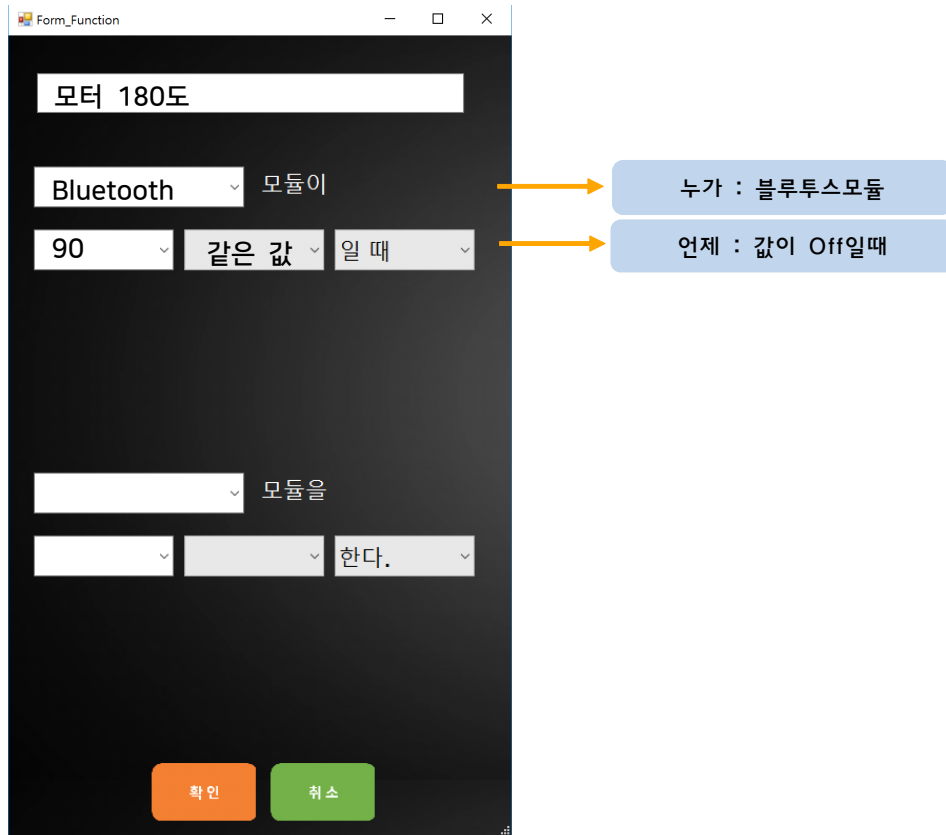 Form_Function
모터 180도
Bluetooth 모듈이
누가 : 블루투스모듈
90 같은 값 일 때
언제 : 값이 Off일때
모듈을
한다.
확인 취소